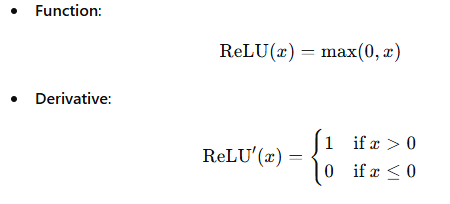 • Function:
ReLU(x) = max(0, x)
• Derivative:
ReLU′(x) = { 1 if x > 0
0 if x ≤ 0